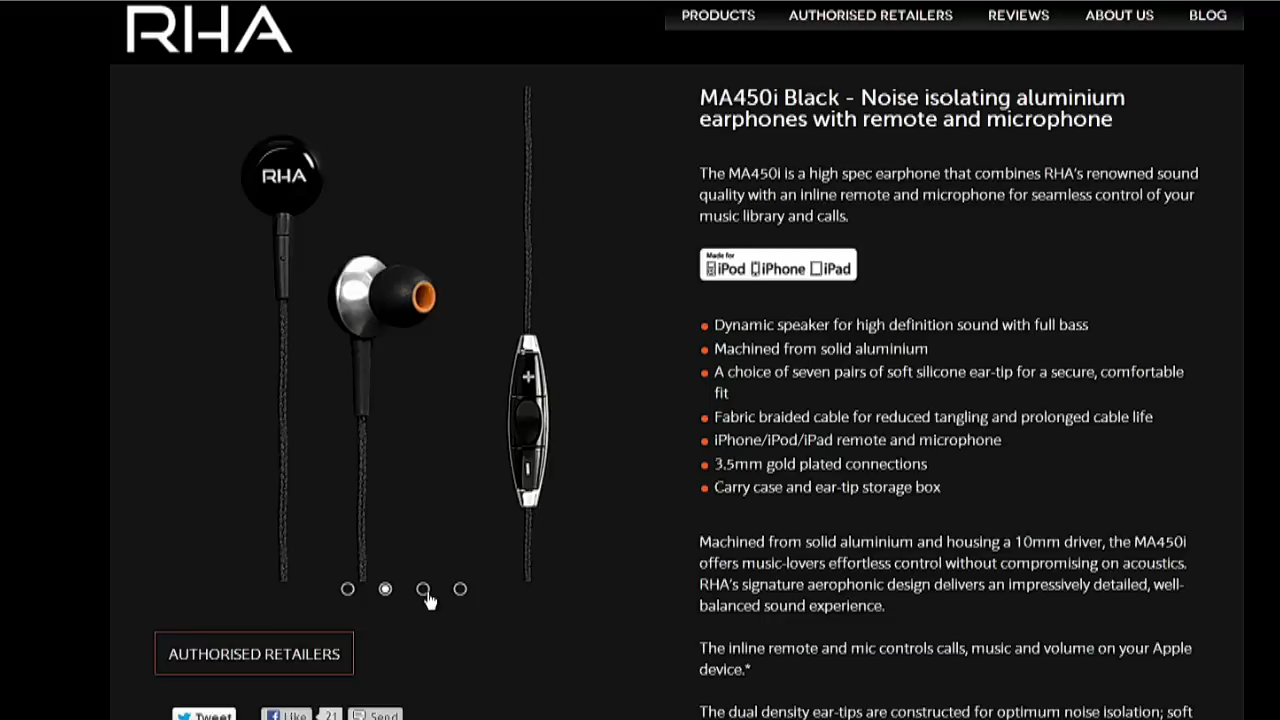 RHA
PRODUCTS AUTHORISED RETAILERS REVIEWS ABOUT US BLOG
RHA
MA450i Black - Noise isolating aluminium
earphones with remote and microphone
The MA450i is a high spec earphone that combines RHA's renowned sound
quality with an inline remote and microphone for seamless control of your
music library and calls.
Made for
iPod iPhone iPad
Dynamic speaker for high definition sound with full bass
Machined from solid aluminium
A choice of seven pairs of soft silicone ear-tip for a secure, comfortable
fit
Fabric braided cable for reduced tangling and prolonged cable life
iPhone/iPod/iPad remote and microphone
3.5mm gold plated connections
Carry case and ear-tip storage box
Machined from solid aluminium and housing a 10mm driver, the MA450i
offers music-lovers effortless control without compromising on acoustics.
RHA's signature aerophonic design delivers an impressively detailed, well-
balanced sound experience.
The inline remote and mic controls calls, music and volume on your Apple
device.*
The dual density ear-tips are constructed for optimum noise isolation; soft
AUTHORISED RETAILERS
Tweet Like 21 Send